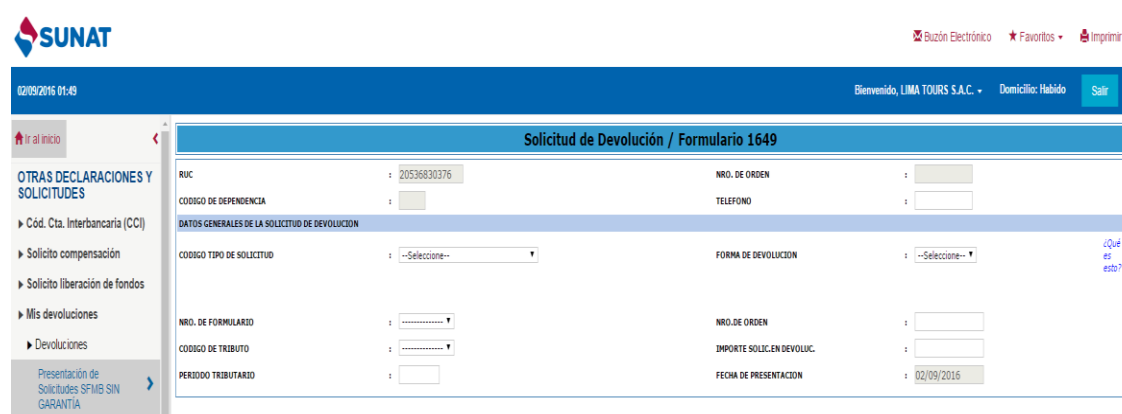 SUNAT
Buzón Electrónico Favoritos Imprimir
02/09/2016 01:49 Bienvenido, LIMA TOURS S.A.C. Domicilio: Habido Salir
Ir al inicio
OTRAS DECLARACIONES Y
SOLICITUDES
Cód. Cta. Interbancaria (CCI)
Solicito compensación
Solicito liberación de fondos
Mis devoluciones
Devoluciones
Presentación de
Solicitudes SFMB SIN
GARANTÍA
Solicitud de Devolución / Formulario 1649
RUC : 20536830376 NRO. DE ORDEN :
CODIGO DE DEPENDENCIA : TELEFONO :
DATOS GENERALES DE LA SOLICITUD DE DEVOLUCION
CODIGO TIPO DE SOLICITUD : --Seleccione-- FORMA DE DEVOLUCION : --Seleccione--
¿Qué
es
esto?
NRO. DE FORMULARIO : -------------- NRO.DE ORDEN :
CODIGO DE TRIBUTO : -------------- IMPORTE SOLIC.EN DEVOLUC. :
PERIODO TRIBUTARIO : FECHA DE PRESENTACION : 02/09/2016